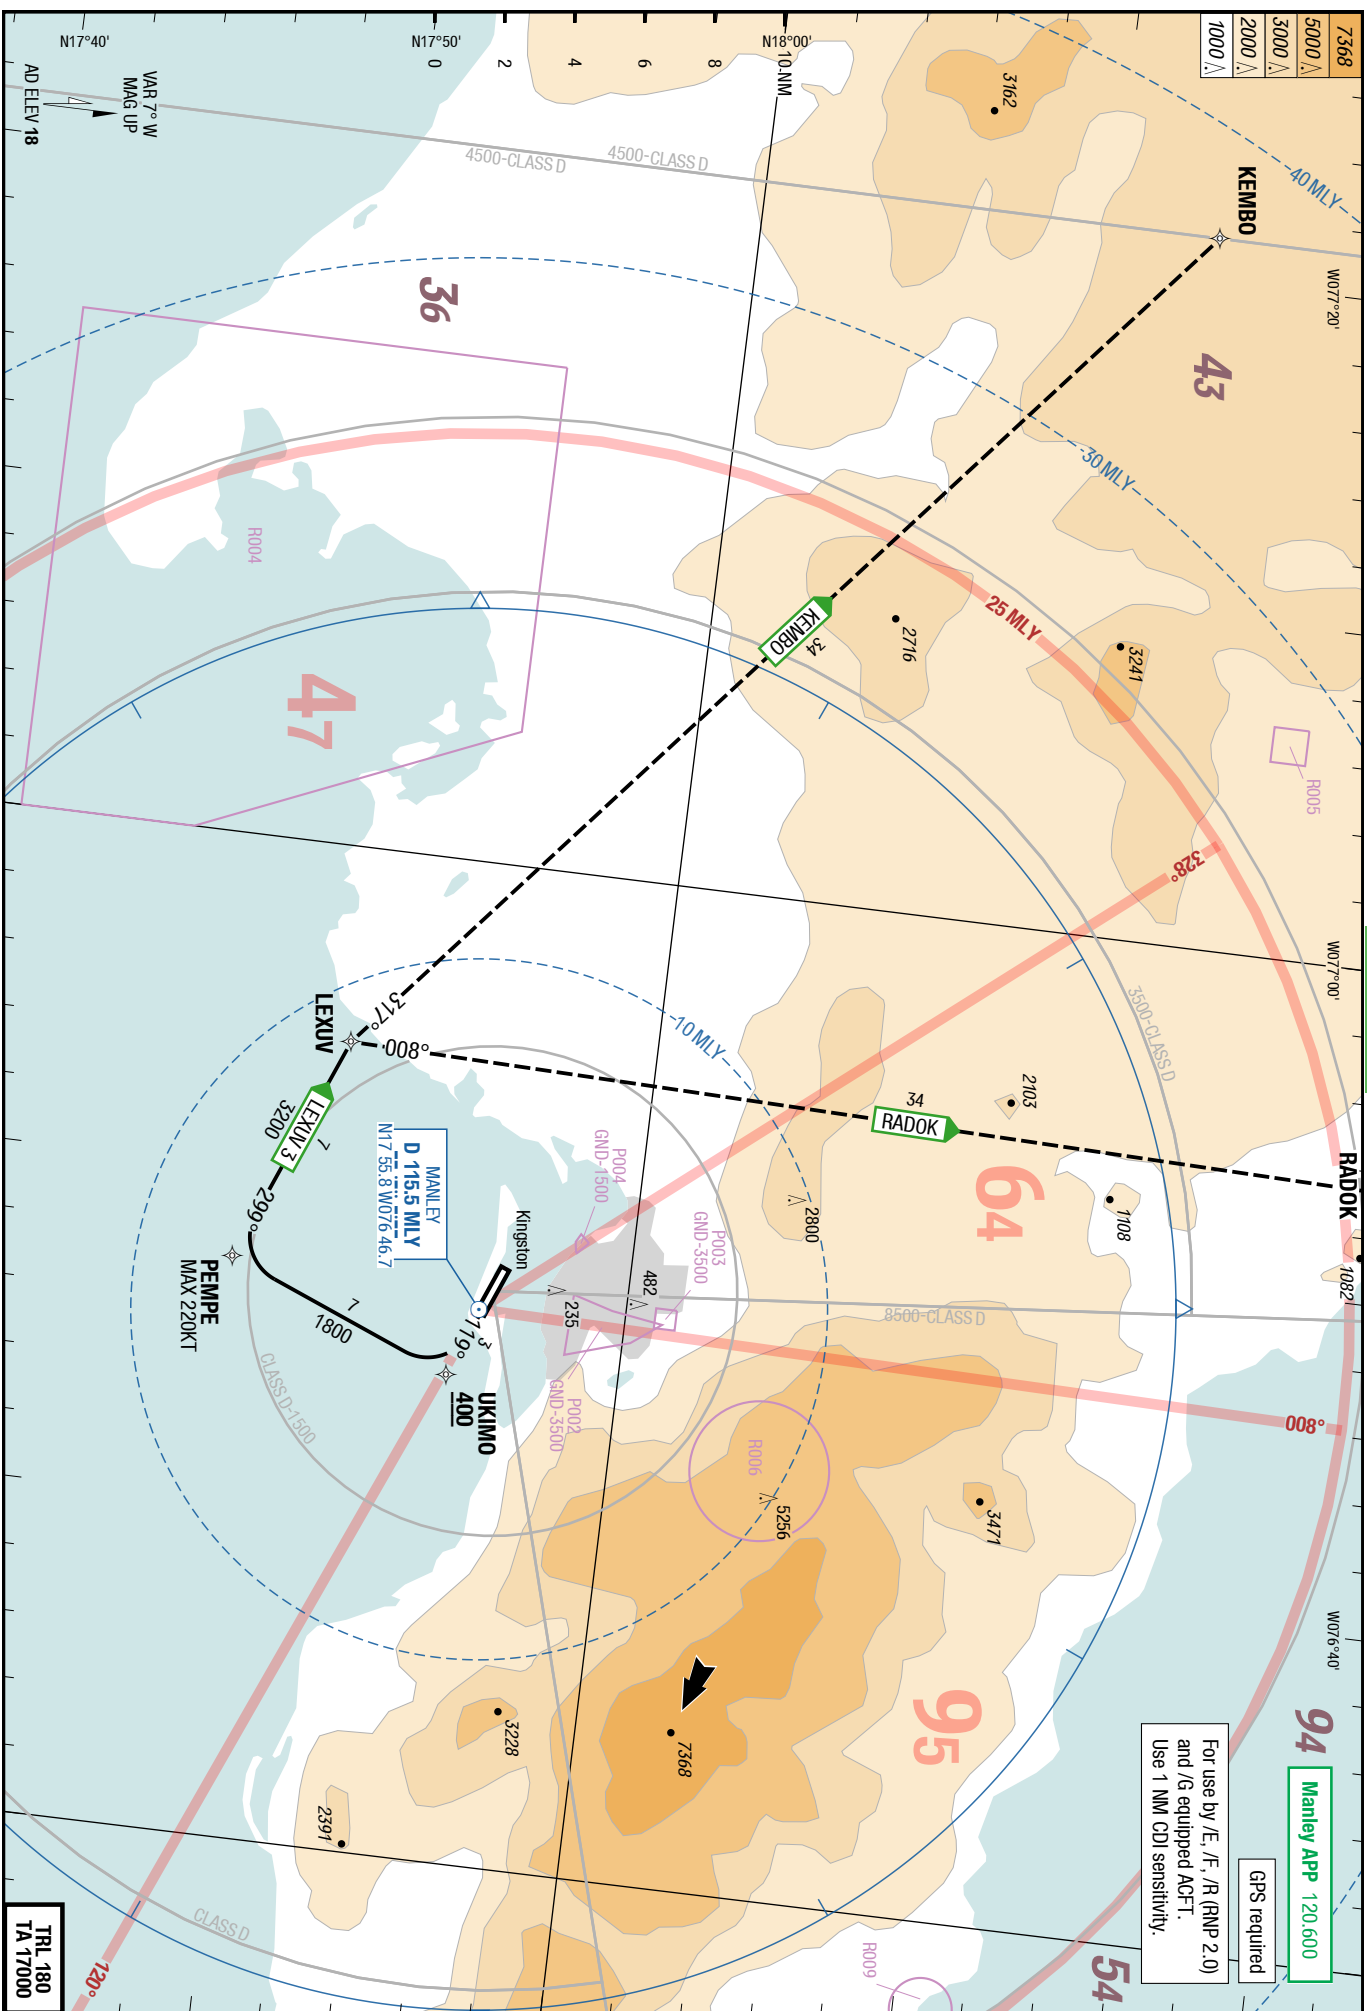 7368
5000
3000
2000
1000
N17°40'
N17°50'
N18°00'
0
2
4
6
8
10-NM
VAR 7° W
MAG UP
AD ELEV 18
4500-CLASS D
4500-CLASS D
3162
40 MLY
KEMBO
W077°20'
43
36
30 MLY
R004
25 MLY
2716
3241
KEMBO
34
R005
47
328°
W077°00'
3500-CLASS D
LEXUV
317°
008°
10 MLY
34
RADOK
2103
64
RADOK
1108
1082
LEXUV 3
3200
7
299°
MANLEY
D 115.5 MLY
N17 55.8 W076 46.7
Kingston
P004
GND-1500
P003
GND-3500
2800
482
235
8500-CLASS D
PEMPE
MAX 220KT
7
1800
119°
3
UKIMO
400
P002
GND-3500
CLASS D-1500
R006
5256
3471
008°
W076°40'
95
94
3228
7368
2391
For use by /E, /F, /R (RNP 2.0)
and /G equipped ACFT.
Use 1 NM CDI sensitivity.
GPS required
Manley APP 120.600
CLASS D
120°
R009
54
TRL 180
TA 17000